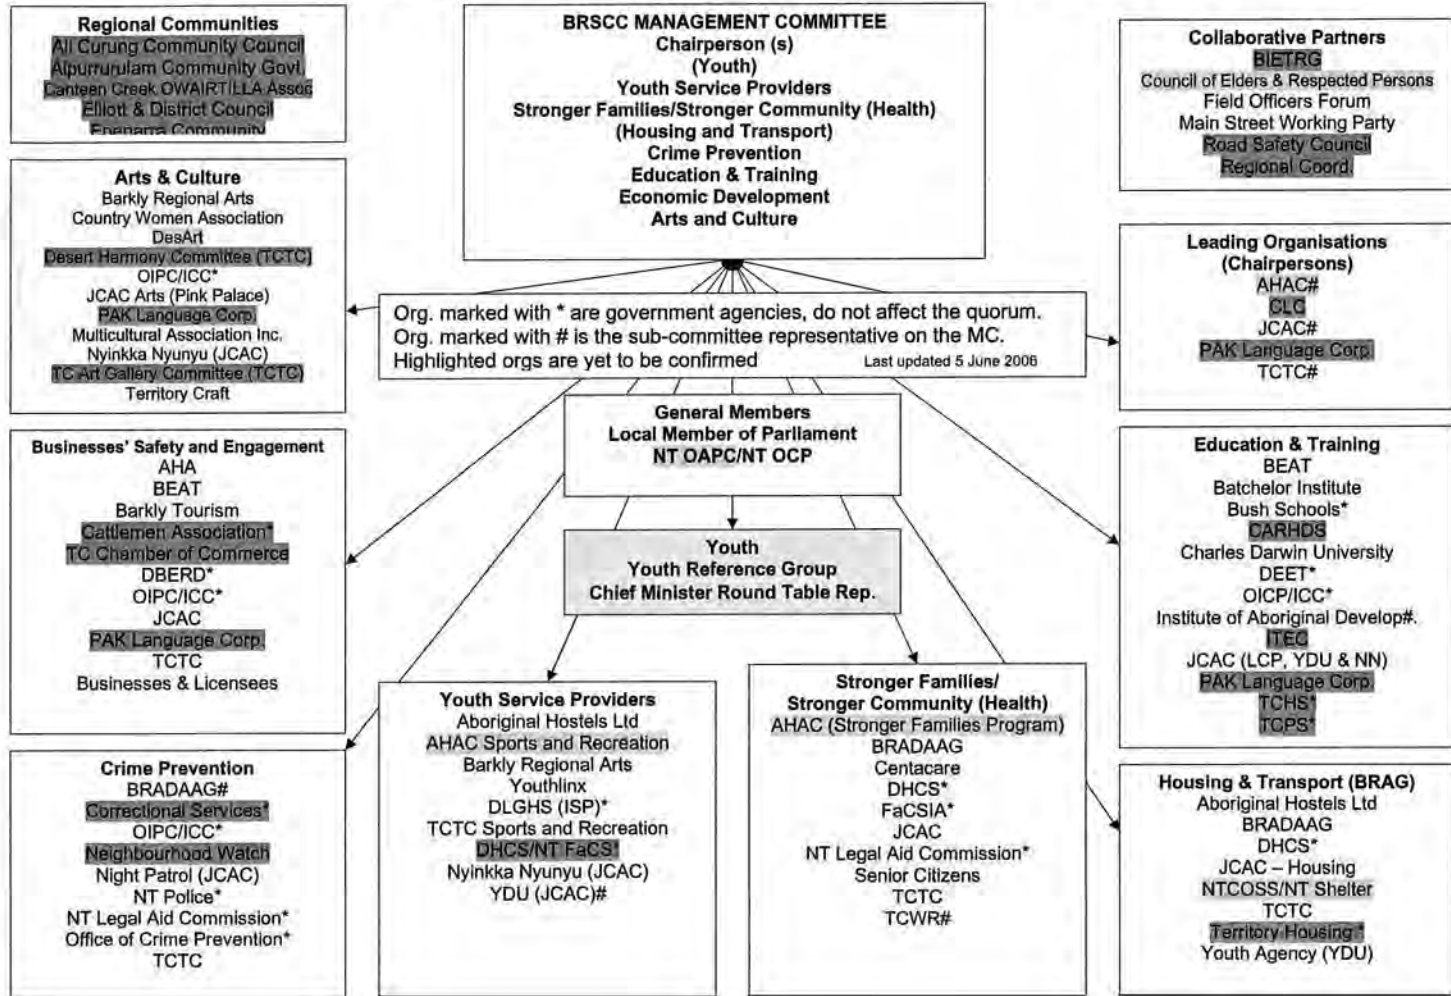 Regional Communities
Ali Curung Community Council
Alpurrurulam Community Govt.
Canteen Creek OWAIRTILLA Assoc
Elliott & District Council
Epenarra Community
BRSCC MANAGEMENT COMMITTEE
Chairperson (s)
(Youth)
Youth Service Providers
Stronger Families/Stronger Community (Health)
(Housing and Transport)
Crime Prevention
Education & Training
Economic Development
Arts and Culture
Collaborative Partners
BIETRG
Council of Elders & Respected Persons
Field Officers Forum
Main Street Working Party
Road Safety Council
Regional Coord.
Arts & Culture
Barkly Regional Arts
Country Women Association
DesArt
Desert Harmony Committee (TCTC)
OIPC/ICC*
JCAC Arts (Pink Palace)
PAK Language Corp.
Multicultural Association Inc.
Nyinkka Nyunyu (JCAC)
TC Art Gallery Committee (TCTC)
Territory Craft
Org. marked with * are government agencies, do not affect the quorum.
Org. marked with # is the sub-committee representative on the MC.
Highlighted orgs are yet to be confirmed Last updated 5 June 2006
Leading Organisations
(Chairpersons)
AHAC#
CLC
JCAC#
PAK Language Corp.
TCTC#
General Members
Local Member of Parliament
NT OAPC/NT OCP
Youth
Youth Reference Group
Chief Minister Round Table Rep.
Businesses' Safety and Engagement
AHA
BEAT
Barkly Tourism
Cattlemen Association*
TC Chamber of Commerce
DBERD*
OIPC/ICC*
JCAC
PAK Language Corp.
TCTC
Businesses & Licensees
Education & Training
BEAT
Batchelor Institute
Bush Schools*
CARHDS
Charles Darwin University
DEET*
OICP/ICC*
Institute of Aboriginal Develop#.
ITEC
JCAC (LCP, YDU & NN)
PAK Language Corp.
TCHS*
TCPS*
Crime Prevention
BRADAAG#
Correctional Services*
OIPC/ICC*
Neighbourhood Watch
Night Patrol (JCAC)
NT Police*
NT Legal Aid Commission*
Office of Crime Prevention*
TCTC
Youth Service Providers
Aboriginal Hostels Ltd
AHAC Sports and Recreation
Barkly Regional Arts
Youthlinx
DLGHS (ISP)*
TCTC Sports and Recreation
DHCS/NT FaCS*
Nyinkka Nyunyu (JCAC)
YDU (JCAC)#
Stronger Families/
Stronger Community (Health)
AHAC (Stronger Families Program)
BRADAAG
Centacare
DHCS*
FaCSIA*
JCAC
NT Legal Aid Commission*
Senior Citizens
TCTC
TCWR#
Housing & Transport (BRAG)
Aboriginal Hostels Ltd
BRADAAG
DHCS*
JCAC – Housing
NTCOSS/NT Shelter
TCTC
Territory Housing *
Youth Agency (YDU)